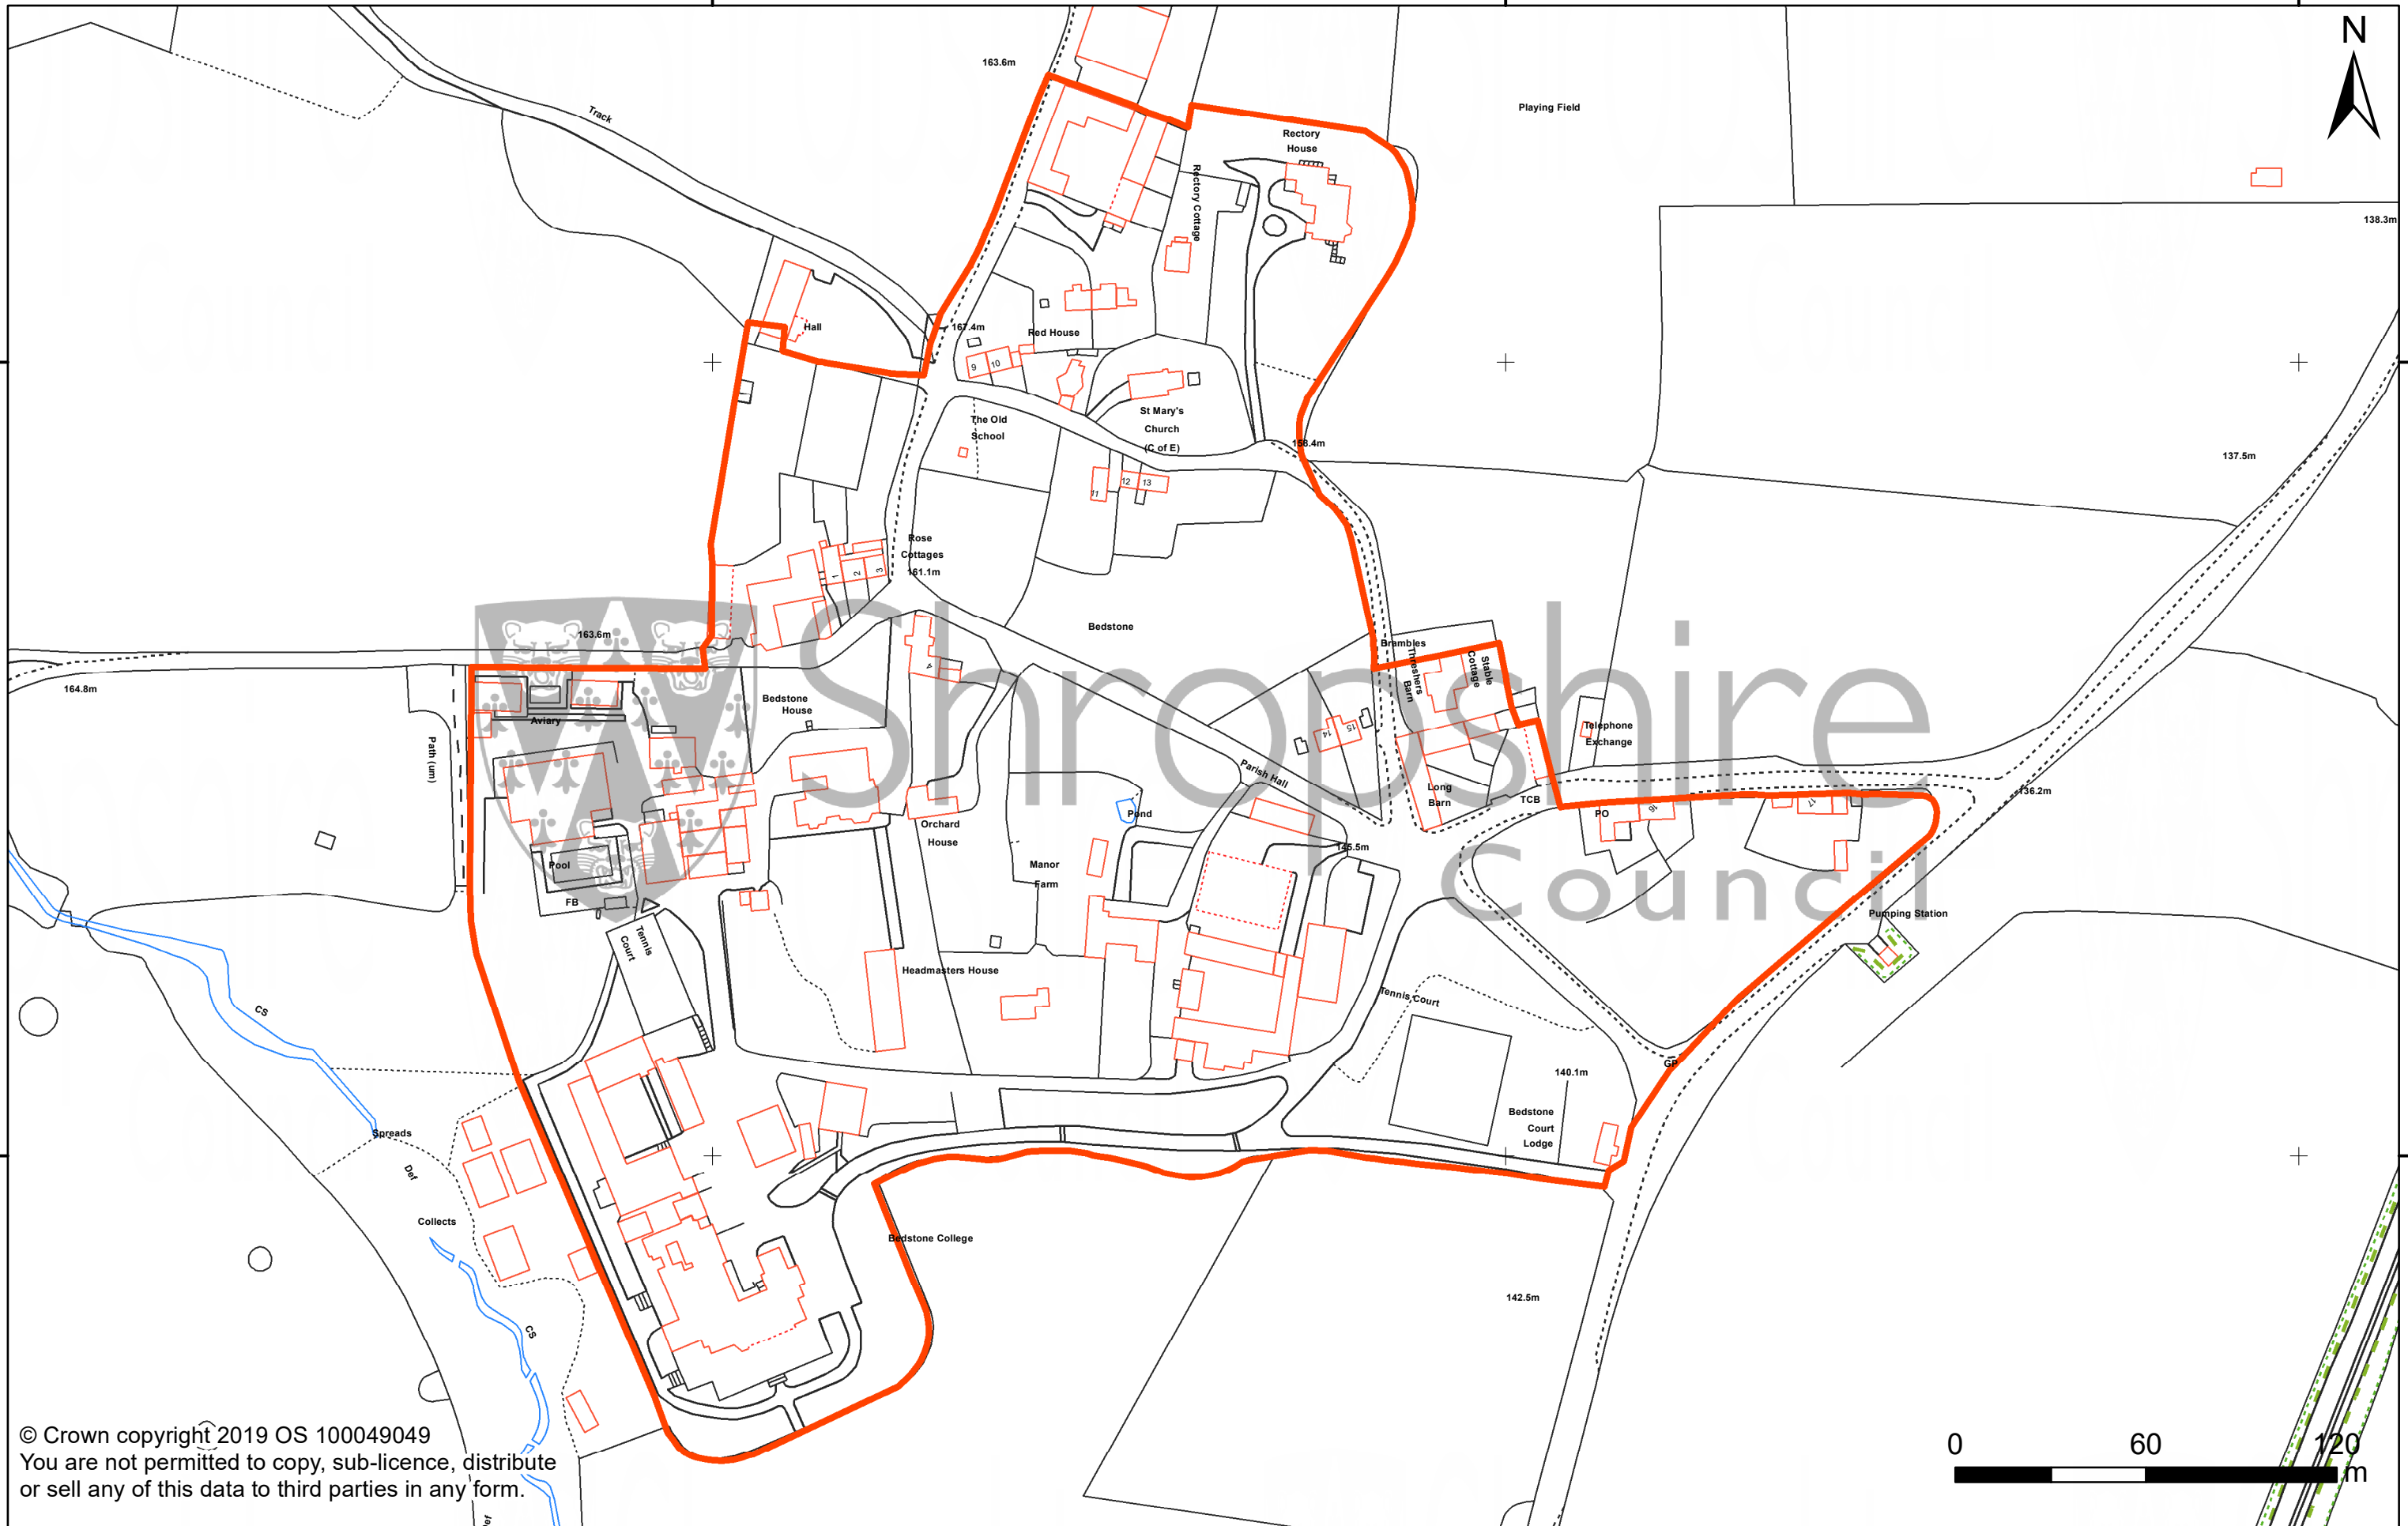 N
163.6m
Track
Playing Field
Rectory
House
Rectory Cottage
138.3m
Hall
167.4m
Red House
9
10
The Old
School
St Mary's
Church
(C of E)
158.4m
137.5m
11
12
13
Rose
Cottages
161.1m
1
2
3
Bedstone
163.6m
164.8m
Brambles
Threshers
Barn
Stable
Cottage
4
Bedstone
House
Aviary
Path (um)
Shropshire
Council
14
15
Telephone
Exchange
Parish Hall
Long
Barn
TCB
PO
16
17
136.2m
Pond
Orchard
House
145.5m
Manor
Farm
Pool
FB
Tennis
Court
Pumping Station
Headmasters House
Tennis Court
CS
GP
140.1m
Bedstone
Court
Lodge
Spreads
Def
Collects
Bedstone College
CS
142.5m
Def
© Crown copyright 2019 OS 100049049
You are not permitted to copy, sub-licence, distribute
or sell any of this data to third parties in any form.
0 60 120
m